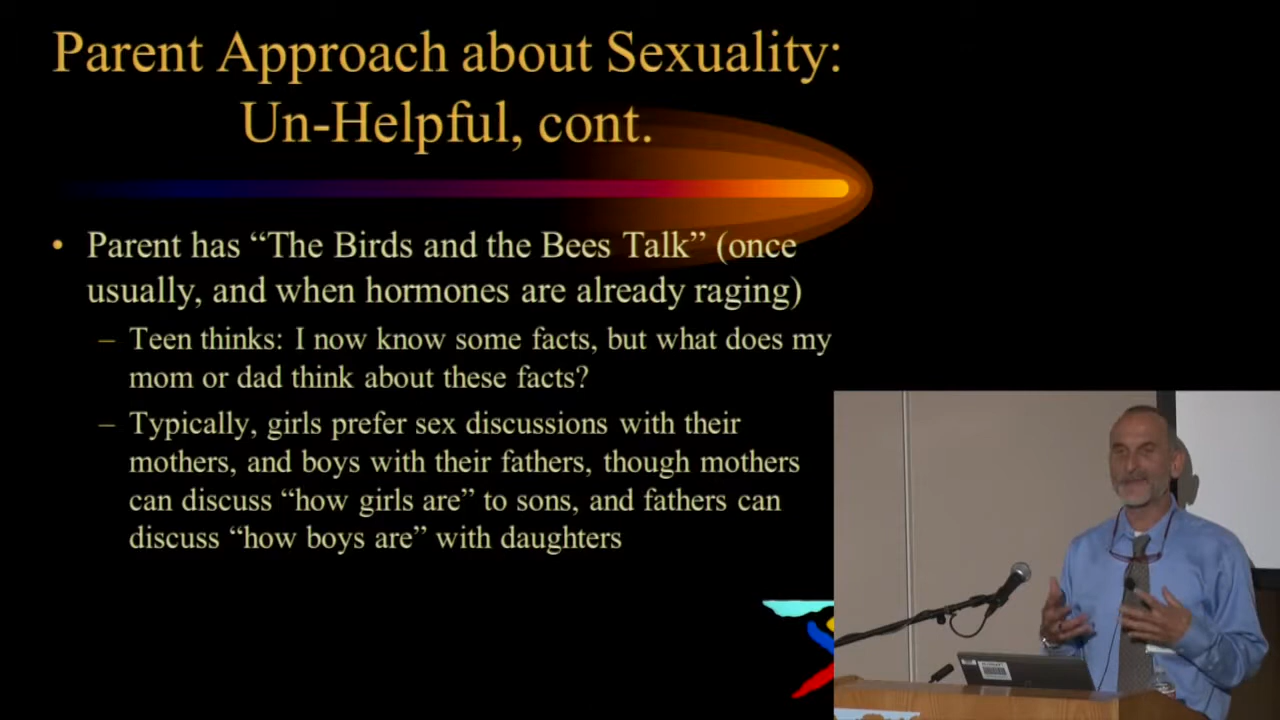 Parent Approach about Sexuality:
Un-Helpful, cont.
• Parent has “The Birds and the Bees Talk” (once
usually, and when hormones are already raging)
– Teen thinks: I now know some facts, but what does my
mom or dad think about these facts?
– Typically, girls prefer sex discussions with their
mothers, and boys with their fathers, though mothers
can discuss “how girls are” to sons, and fathers can
discuss “how boys are” with daughters